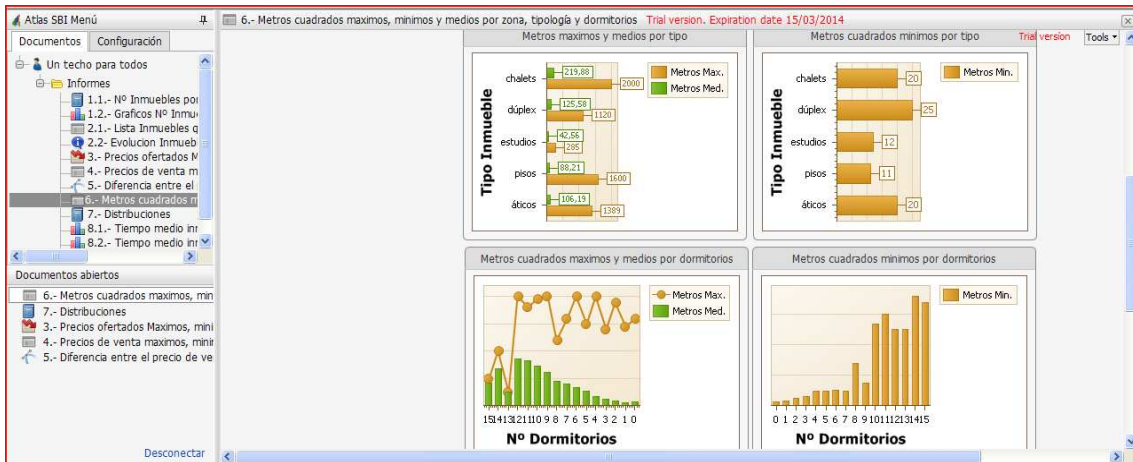 Atlas SBI Menú
Documentos Configuración
Un techo para todos
Informes
1.1.- Nº Inmuebles por
1.2.- Graficos Nº Inmu
2.1.- Lista Inmuebles q
2.2- Evolucion Inmueb
3.- Precios ofertados M
4.- Precios de venta m
5.- Diferencia entre el
6.- Metros cuadrados m
7.- Distribuciones
8.1.- Tiempo medio inr
8.2.- Tiempo medio inr
Documentos abiertos
6.- Metros cuadrados maximos, min
7.- Distribuciones
3.- Precios ofertados Maximos, mini
4.- Precios de venta maximos, minir
5.- Diferencia entre el precio de ve
Desconectar
6.- Metros cuadrados maximos, minimos y medios por zona, tipología y dormitorios Trial version. Expiration date 15/03/2014
Trial version Tools
Metros maximos y medios por tipo
Tipo Inmueble
chalets 219,88 2000
dúplex 125,58 1120
estudios 42,56 285
pisos 88,21 1600
áticos 106,19 1389
Metros Max.
Metros Med.
Metros cuadrados minimos por tipo
Tipo Inmueble
chalets 20
dúplex 25
estudios 12
pisos 11
áticos 20
Metros Min.
Metros cuadrados maximos y medios por dormitorios
Metros Max.
Metros Med.
15 14 13 12 11 10 9 8 7 6 5 4 3 2 1 0
Nº Dormitorios
Metros cuadrados minimos por dormitorios
Metros Min.
0 1 2 3 4 5 6 7 8 9 10 11 12 13 14 15
Nº Dormitorios